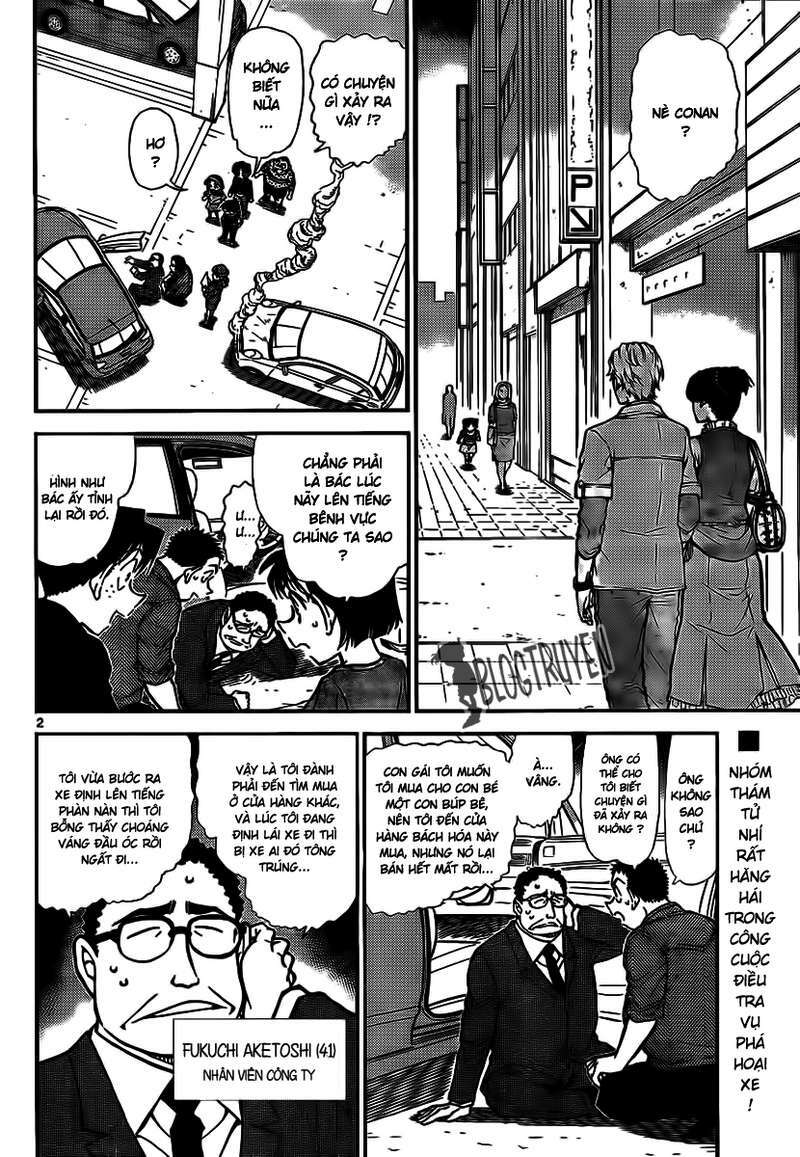 NÈ CONAN
?
P
CÓ CHUYỆN
GÌ XẢY RA
VẬY !?
KHÔNG
BIẾT
NỮA
...
HƠ
?
CHẲNG PHẢI
LÀ BÁC LÚC
NÃY LÊN TIẾNG
BÊNH VỰC
CHÚNG TA SAO
?
Ư...
Ư...
HÌNH NHƯ
BÁC ẤY TỈNH
LẠI RỒI ĐÓ.
BLOGTRUYEN
2
NHÓM
THÁM
TỬ
NHÍ
RẤT
HĂNG
HÁI
TRONG
CÔNG
CUỘC
ĐIỀU
TRA
VỤ
PHÁ
HOẠI
XE
!
ÔNG
KHÔNG
SAO
CHỨ
?
ÔNG CÓ
THỂ CHO
TÔI BIẾT
CHUYỆN GÌ
ĐÃ XẢY RA
KHÔNG ?
À...
VÂNG.
CON GÁI TÔI MUỐN
TÔI MUA CHO CON BÉ
MỘT CON BÚP BÊ,
NÊN TÔI ĐẾN CỬA
HÀNG BÁCH HÓA NÀY
MUA, NHƯNG NÓ LẠI
BÁN HẾT MẤT RỒI...
VẬY LÀ TÔI ĐÀNH
PHẢI ĐẾN TÌM MUA
Ở CỬA HÀNG KHÁC,
VÀ LÚC TÔI ĐANG
ĐỊNH LÁI XE ĐI THÌ
BỊ XE AI ĐÓ TÔNG
TRÚNG...
TÔI VỪA BƯỚC RA
XE ĐỊNH LÊN TIẾNG
PHÀN NÀN THÌ TÔI
BỖNG THẤY CHOÁNG
VÁNG ĐẦU ÓC RỒI
NGẤT ĐI...
FUKUCHI AKETOSHI (41)
NHÂN VIÊN CÔNG TY